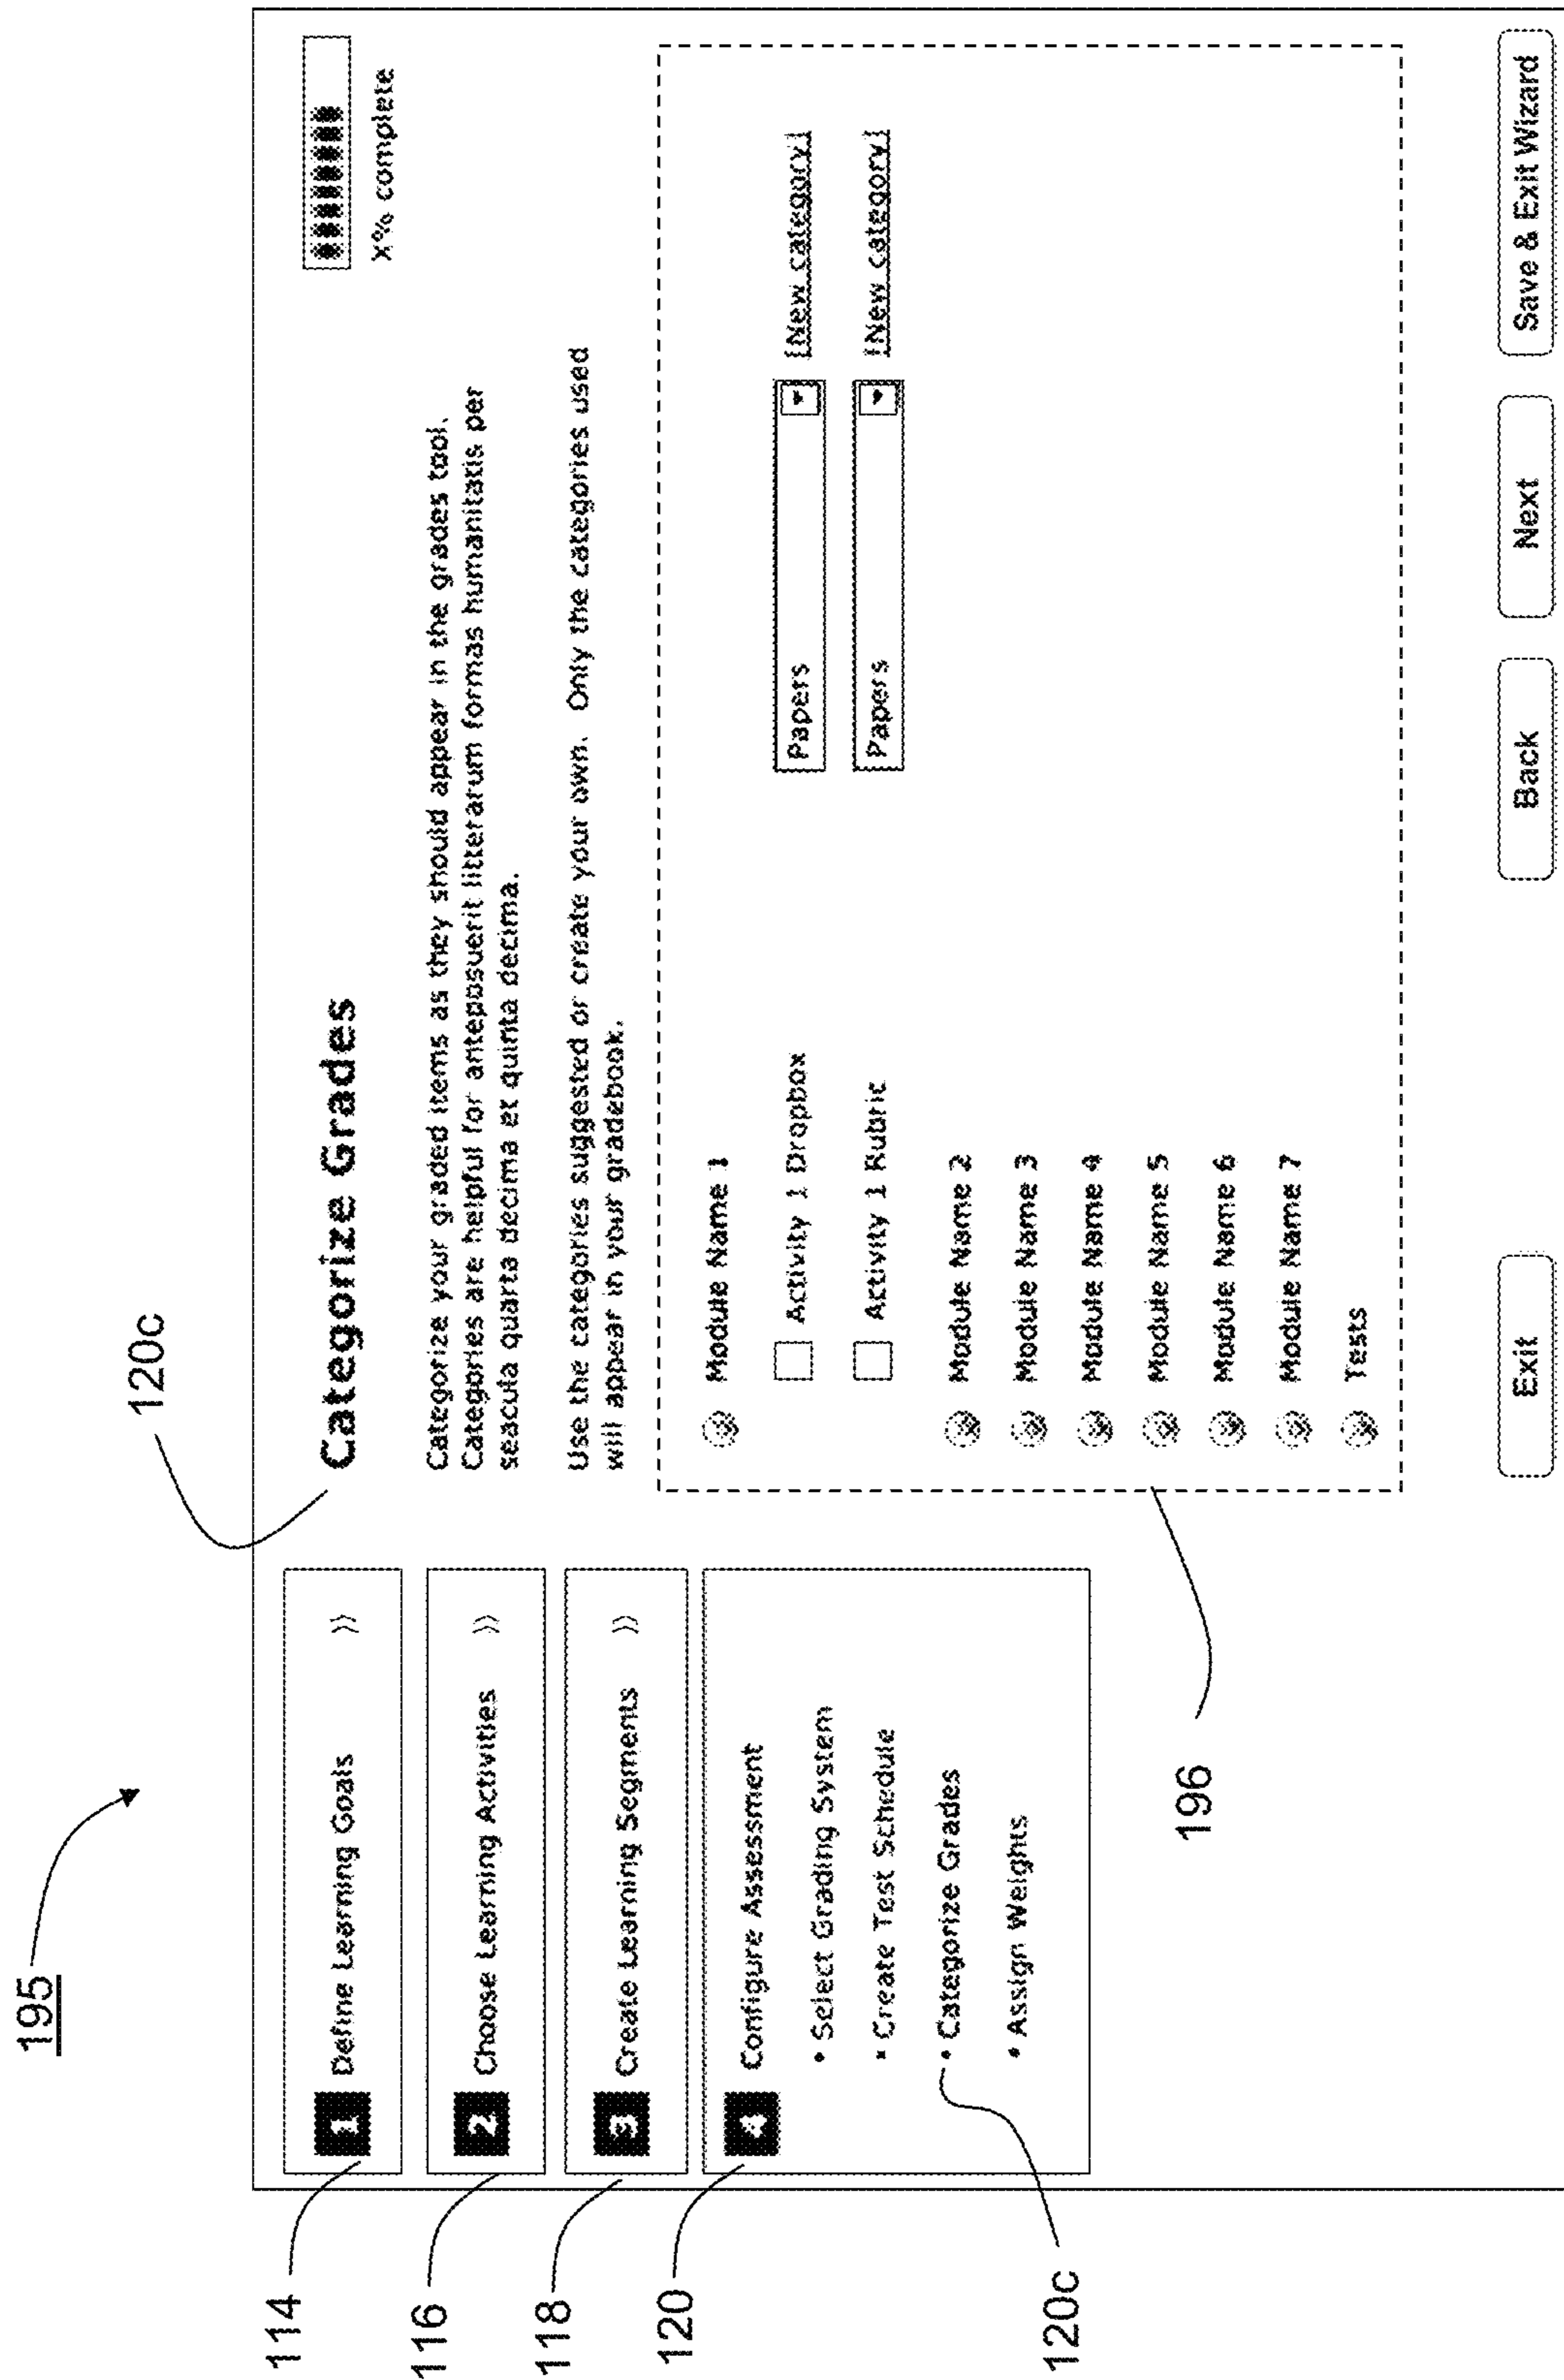 195
120c
114
1 Define Learning Goals »
116
2 Choose Learning Activities »
118
3 Create Learning Segments »
120
4 Configure Assessment
• Select Grading System
• Create Test Schedule
• Categorize Grades
• Assign Weights
120c
Categorize Grades
X% complete
Categorize your graded items as they should appear in the grades tool.
Categories are helpful for anteposuerit litterarum formas humanitatis per
seacula quarta decima et quinta decima.
Use the categories suggested or create your own. Only the categories used
will appear in your gradebook.
Module Name 1
Activity 1 Dropbox Papers [New category]
Activity 1 Rubric Papers [New category]
Module Name 2
Module Name 3
Module Name 4
Module Name 5
Module Name 6
Module Name 7
Tests
196
Exit Back Next Save & Exit Wizard